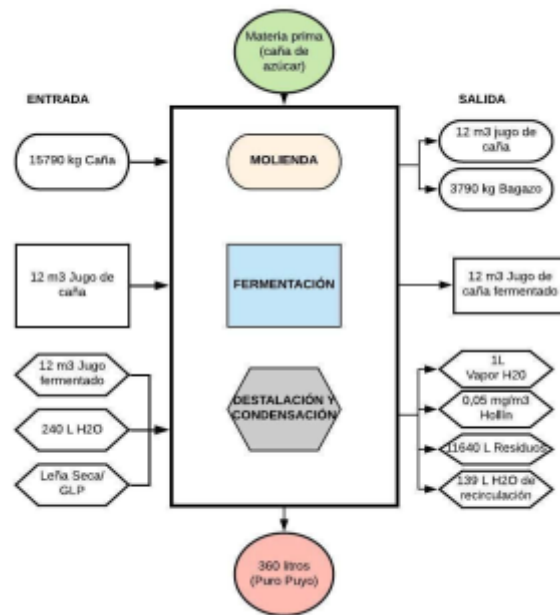 Materia prima
(caña de
azúcar)
ENTRADA
SALIDA
15790 kg Caña
MOLIENDA
12 m3 jugo de
caña
3790 kg Bagazo
12 m3 Jugo de
caña
FERMENTACIÓN
12 m3 Jugo de
caña fermentado
12 m3 Jugo
fermentado
240 L H2O
Leña Seca/
GLP
DESTALACIÓN Y
CONDENSACIÓN
1L
Vapor H20
0,05 mg/m3
Hollín
11640 L Residuos
139 L H2O de
recirculación
360 litros
(Puro Puyo)